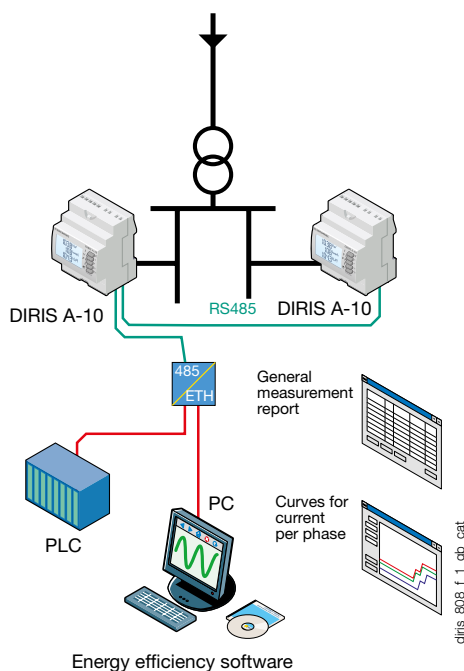 RS485
DIRIS A-10
DIRIS A-10
485
ETH
General
measurement
report
PLC
PC
Curves for
current
per phase
Energy efficiency software
diris_808_f_1_gb_cat